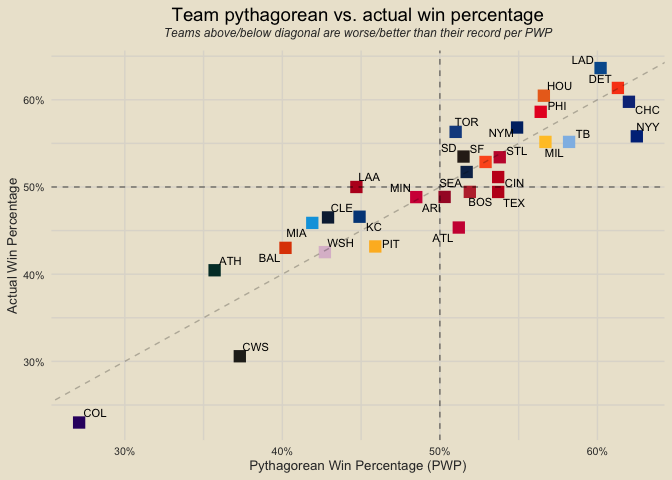 Team pythagorean vs. actual win percentage
Teams above/below diagonal are worse/better than their record per PWP
LAD
DET
HOU
60%
PHI
CHC
TOR
NYM
NYY
TB
SD
SF
STL
MIL
LAA
50%
MIN
SEA
CIN
ARI
BOS
TEX
CLE
KC
ATL
MIA
WSH
PIT
BAL
ATH
40%
CWS
30%
COL
30%
40%
50%
60%
Pythagorean Win Percentage (PWP)
Actual Win Percentage